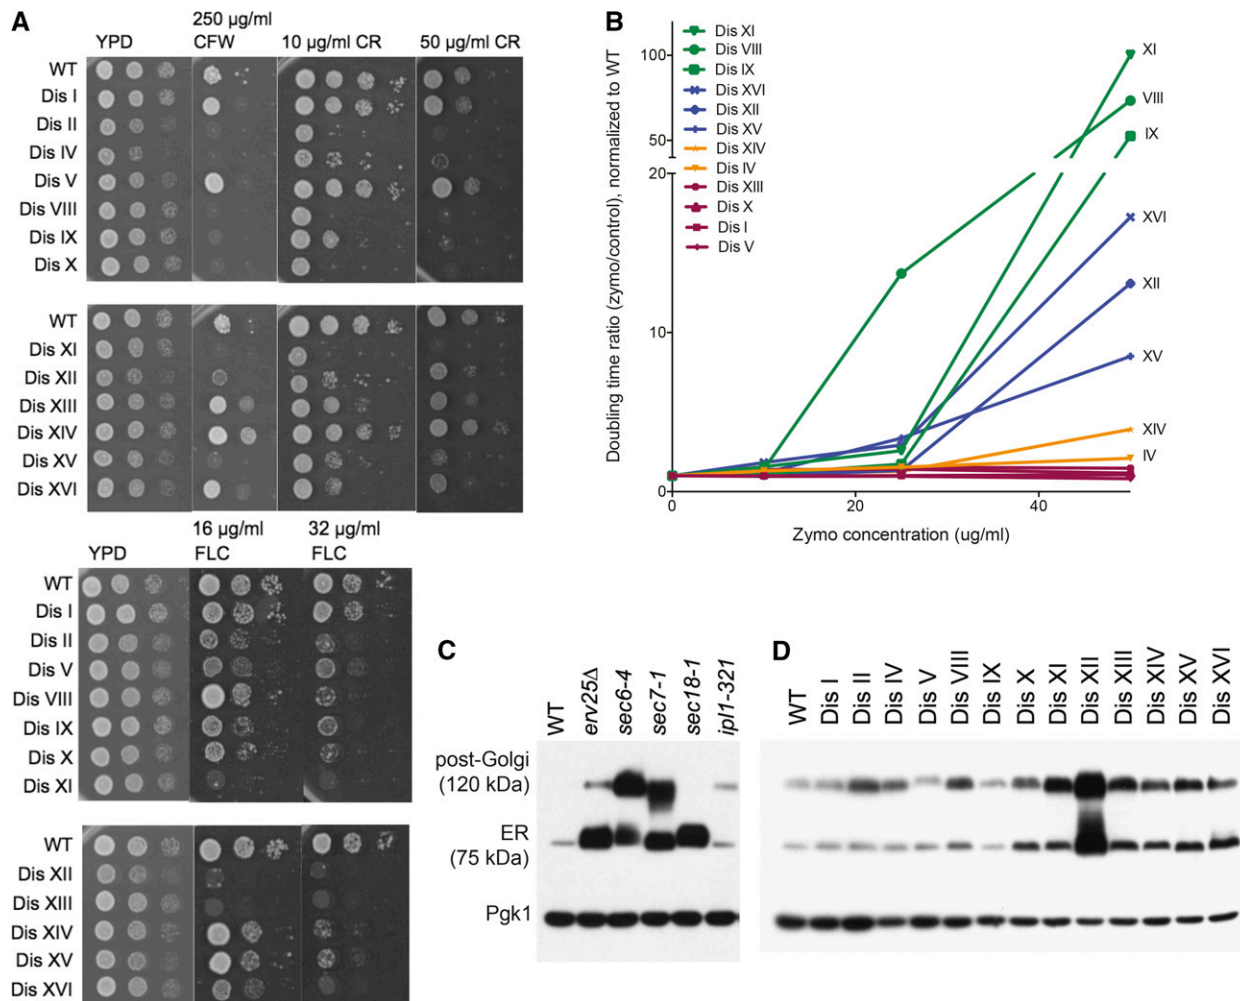 A
YPD
250 µg/ml
CFW
10 µg/ml CR
50 µg/ml CR
WT
Dis I
Dis II
Dis IV
Dis V
Dis VIII
Dis IX
Dis X
WT
Dis XI
Dis XII
Dis XIII
Dis XIV
Dis XV
Dis XVI
YPD
16 µg/ml
FLC
32 µg/ml
FLC
WT
Dis I
Dis II
Dis V
Dis VIII
Dis IX
Dis X
Dis XI
WT
Dis XII
Dis XIII
Dis XIV
Dis XV
Dis XVI
B
Doubling time ratio (zymo/control), normalized to WT
100
50
20
10
0
Dis XI
Dis VIII
Dis IX
Dis XVI
Dis XII
Dis XV
Dis XIV
Dis IV
Dis XIII
Dis X
Dis I
Dis V
XI
VIII
IX
XVI
XII
XV
XIV
IV
0
20
40
Zymo concentration (ug/ml)
C
WT
erv25Δ
sec6-4
sec7-1
sec18-1
ipl1-321
post-Golgi
(120 kDa)
ER
(75 kDa)
Pgk1
D
WT
Dis I
Dis II
Dis IV
Dis V
Dis VIII
Dis IX
Dis X
Dis XI
Dis XII
Dis XIII
Dis XIV
Dis XV
Dis XVI